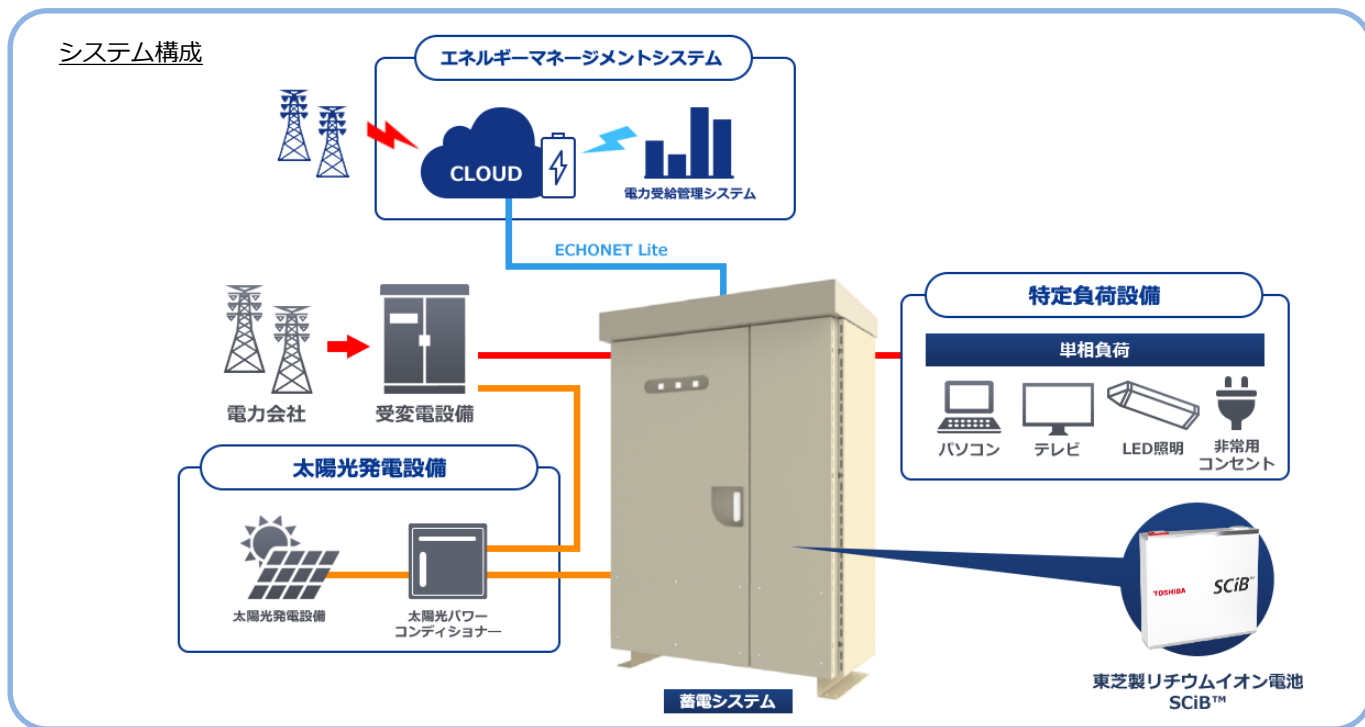 システム構成
エネルギーマネージメントシステム
CLOUD
電力受給管理システム
ECHONET Lite
電力会社
受変電設備
特定負荷設備
単相負荷
パソコン
テレビ
LED照明
非常用
コンセント
太陽光発電設備
太陽光発電設備
太陽光パワー
コンディショナー
TOSHIBA
SCiB™
東芝製リチウムイオン電池
SCiB™
蓄電システム